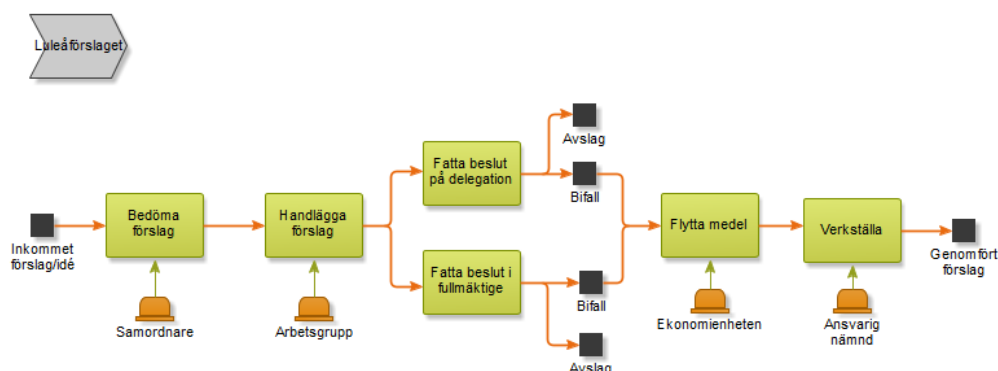 Luleåförslaget
Inkommet
förslag/idé
Bedöma
förslag
Samordnare
Handlägga
förslag
Arbetsgrupp
Fatta beslut
på delegation
Avslag
Bifall
Fatta beslut i
fullmäktige
Bifall
Avslag
Flytta medel
Ekonomienheten
Verkställa
Ansvarig
nämnd
Genomfört
förslag